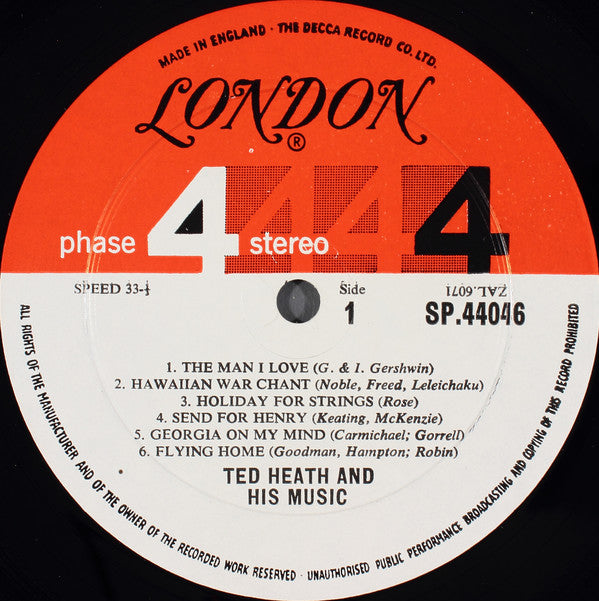 MADE IN ENGLAND · THE DECCA RECORD CO. LTD.
LONDON
®
phase 4 stereo 4 4 4
SPEED 33-⅓
Side
1
ZAL.6071
SP.44046
1. THE MAN I LOVE (G. & I. Gershwin)
2. HAWAIIAN WAR CHANT (Noble, Freed, Leleichaku)
3. HOLIDAY FOR STRINGS (Rose)
4. SEND FOR HENRY (Keating, McKenzie)
5. GEORGIA ON MY MIND (Carmichael; Gorrell)
6. FLYING HOME (Goodman, Hampton; Robin)
TED HEATH AND
HIS MUSIC
ALL RIGHTS OF THE MANUFACTURER AND OF THE OWNER OF THE RECORDED WORK RESERVED · UNAUTHORISED PUBLIC PERFORMANCE BROADCASTING AND COPYING OF THIS RECORD PROHIBITED